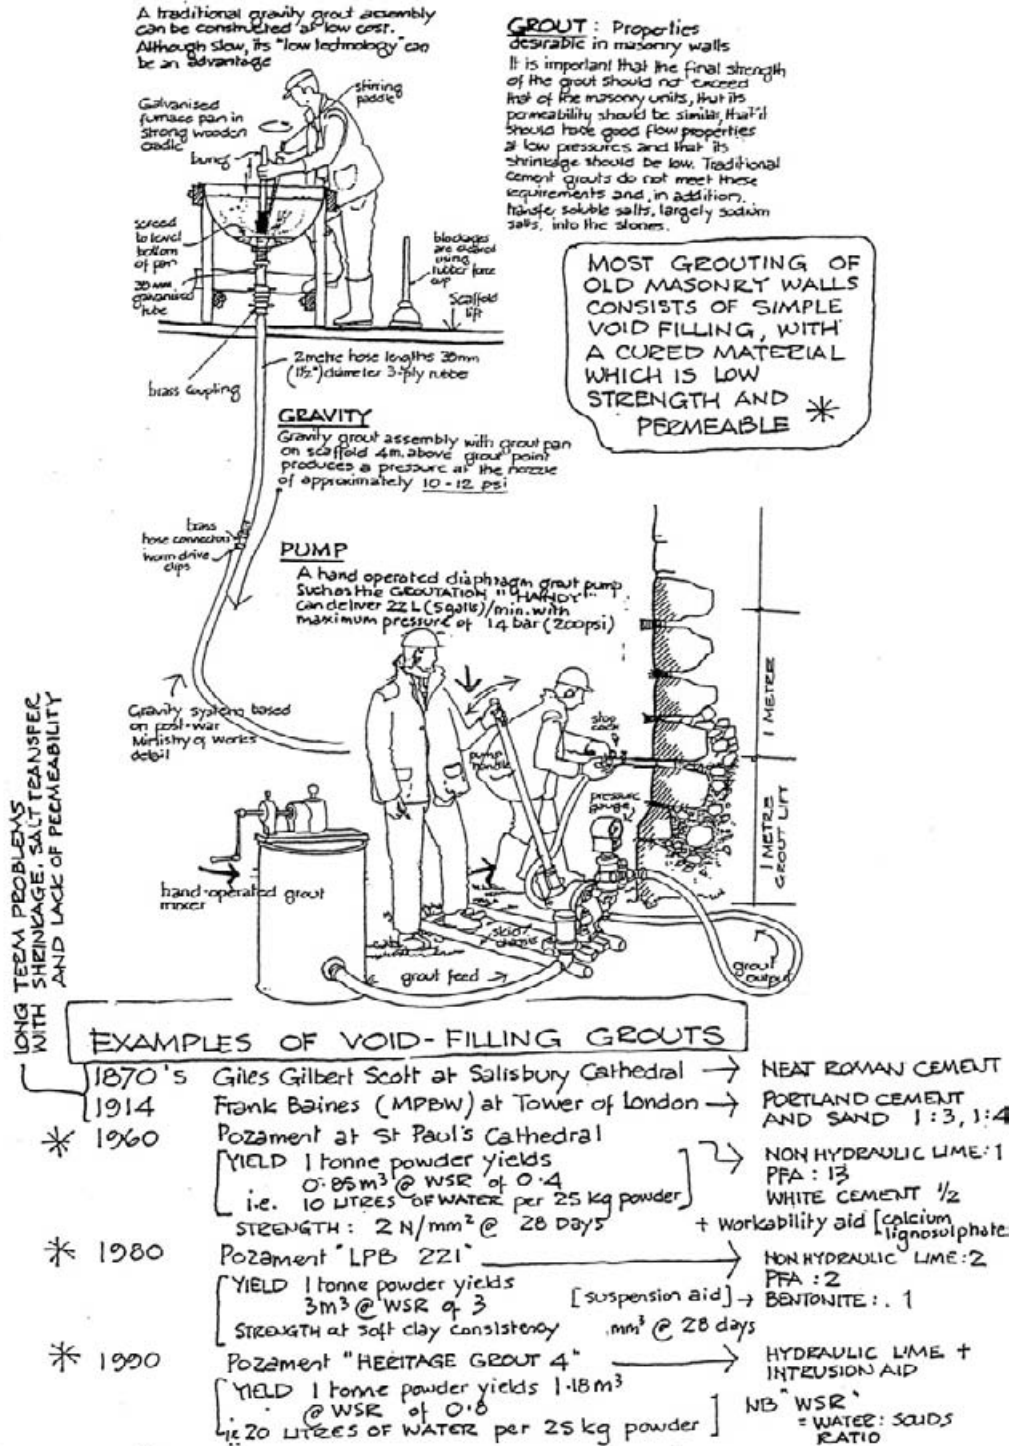 A traditional gravity grout assembly
can be constructed at low cost.
Although slow, its "low technology" can
be an advantage
Galvanised
furnace pan in
strong wooden
cradle
bung
stirring
paddle
screed
to level
bottom
of pan
38mm
galvanised
tube
blockages
are cleared
using
rubber force
cup
Scaffold
lift
2metre hose lengths 38mm
(1½") diameter 3-ply rubber
brass coupling
GROUT: Properties
desirable in masonry walls
It is important that the final strength
of the grout should not exceed
that of the masonry units, that its
permeability should be similar, that it
should have good flow properties
at low pressures and that its
shrinkage should be low. Traditional
cement grouts do not meet these
requirements and, in addition,
transfer soluble salts, largely sodium
salts, into the stones.
MOST GROUTING OF
OLD MASONRY WALLS
CONSISTS OF SIMPLE
VOID FILLING, WITH
A CURED MATERIAL
WHICH IS LOW
STRENGTH AND
PERMEABLE *
GRAVITY
Gravity grout assembly with grout pan
on scaffold 4m. above grout point
produces a pressure at the nozzle
of approximately 10-12 psi
brass
hose connector
worm drive
clips
PUMP
A hand operated diaphragm grout pump
Such as the GROUTATION "HANDY"
can deliver 22L (5galls)/min. with
maximum pressure of 14 bar (200psi)
Gravity system based
on post-war
Ministry of Works
detail
pump
handle
stop
cock
pressure
gauge
1 METER
1 METRE
GROUT LIFT
hand-operated grout
mixer
skid/
chassis
grout feed
grout
output
LONG TERM PROBLEMS
WITH SHRINKAGE, SALT TRANSFER
AND LACK OF PERMEABILITY
EXAMPLES OF VOID-FILLING GROUTS
1870's Giles Gilbert Scott at Salisbury Cathedral → NEAT ROMAN CEMENT
1914 Frank Baines (MPBW) at Tower of London → PORTLAND CEMENT
AND SAND 1:3, 1:4
* 1960 Pozament at St Paul's Cathedral
[YIELD 1 tonne powder yields
0.85m³ @ WSR of 0.4
i.e. 10 LITRES OF WATER per 25 kg powder]
STRENGTH: 2 N/mm² @ 28 Days
→ NON HYDRAULIC LIME:1
PFA : 13
WHITE CEMENT ½
+ workability aid [calcium
lignosulphate
* 1980 Pozament "LPB 221" → NON HYDRAULIC LIME:2
PFA : 2
[suspension aid] → BENTONITE: .1
[YIELD 1 tonne powder yields
3m³ @ WSR of 3
STRENGTH at soft clay consistency .mm³ @ 28 days
* 1990 Pozament "HERITAGE GROUT 4" → HYDRAULIC LIME +
INTRUSION AID
[YIELD 1 tonne powder yields 1.18m³
@ WSR of 0.8
ie 20 LITRES OF WATER per 25 kg powder]
NB "WSR"
= WATER: SOLIDS
RATIO